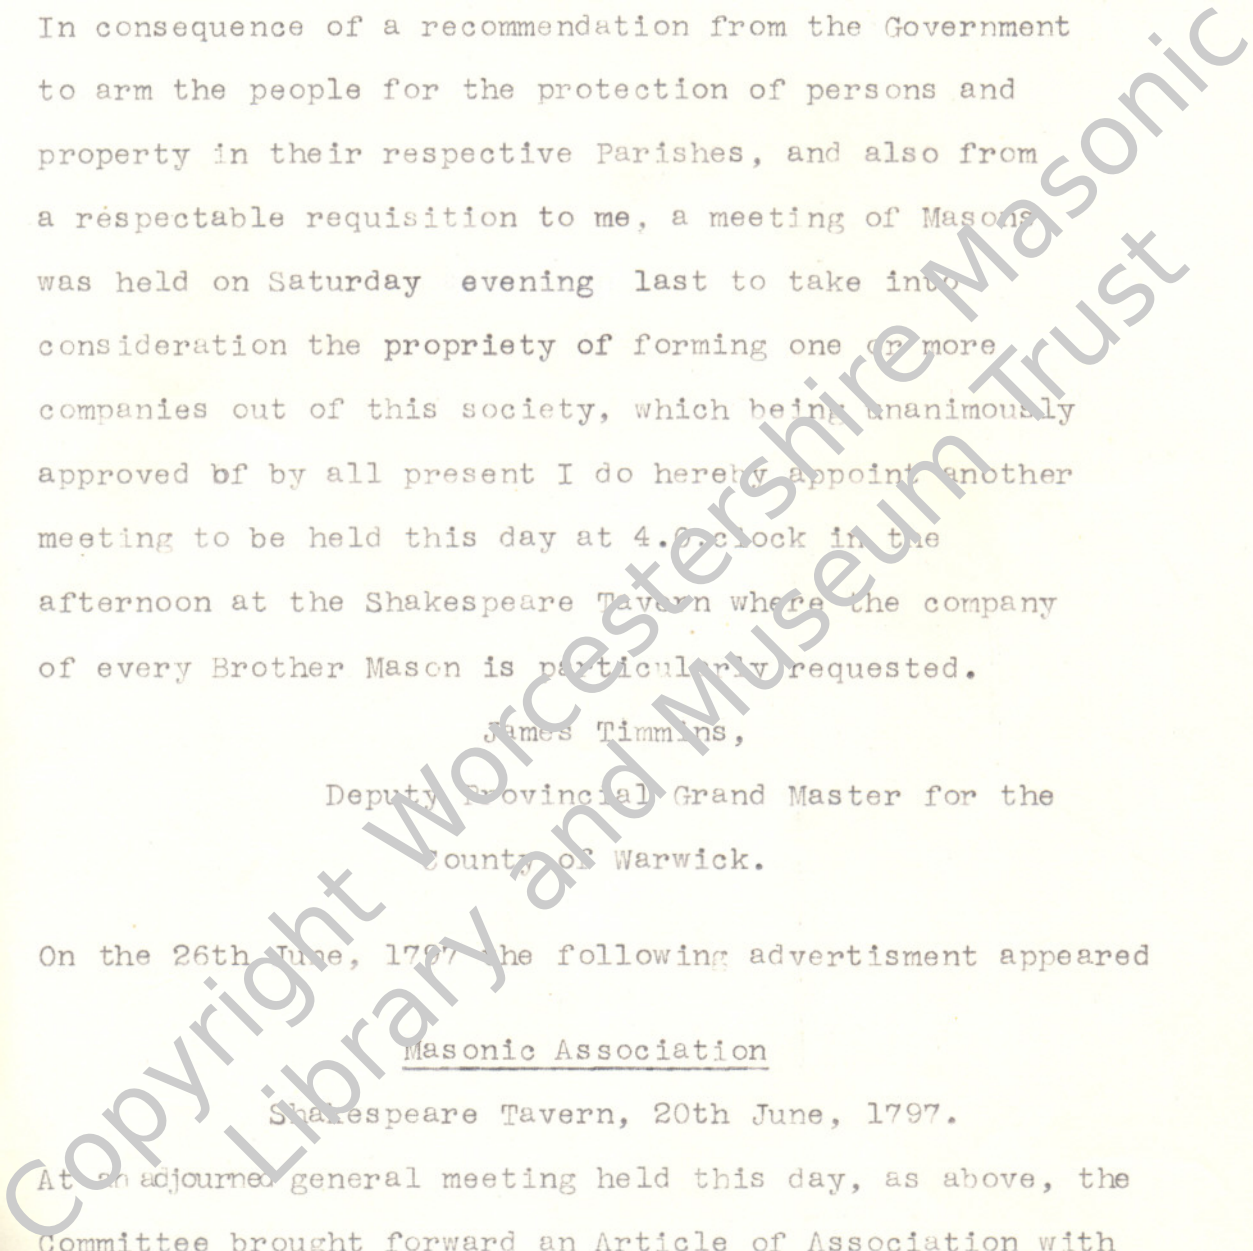 In consequence of a recommendation from the Government
to arm the people for the protection of persons and
property in their respective Parishes, and also from
a respectable requisition to me, a meeting of Masons
was held on Saturday evening last to take into
consideration the propriety of forming one or more
companies out of this society, which being unanimously
approved of by all present I do hereby appoint another
meeting to be held this day at 4.O.clock in the
afternoon at the Shakespeare Tavern where the company
of every Brother Mason is particularly requested.
James Timmins,
Deputy Provincial Grand Master for the
County of Warwick.
On the 26th June, 1797 the following advertisment appeared
Masonic Association
Shakespeare Tavern, 20th June, 1797.
At an adjourned general meeting held this day, as above, the
Committee brought forward an Article of Association with
Copyright Worcestershire Masonic
Library and Museum Trust